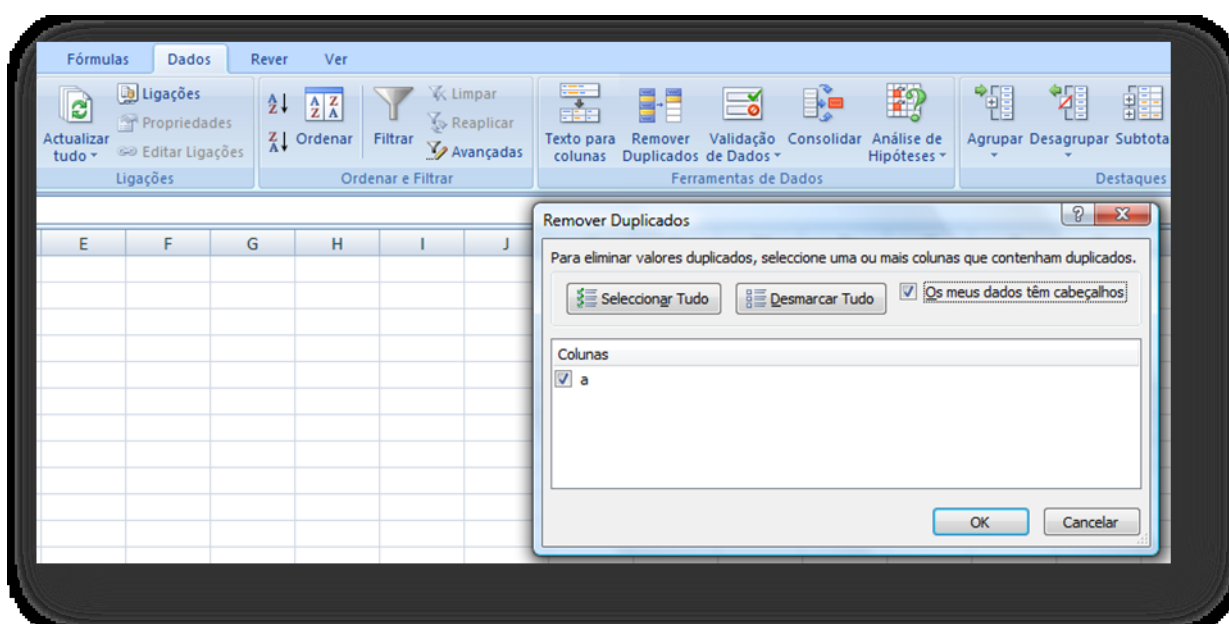 Fórmulas Dados Rever Ver
Actualizar tudo
Ligações
Propriedades
Editar Ligações
Ligações
A Z
Z A
A Z Z A
Ordenar
Filtrar
Limpar
Reaplicar
Avançadas
Ordenar e Filtrar
Texto para colunas
Remover Duplicados
Validação de Dados
Consolidar
Análise de Hipóteses
Ferramentas de Dados
Agrupar
Desagrupar
Subtota
Destaques
E F G H I J
Remover Duplicados
Para eliminar valores duplicados, seleccione uma ou mais colunas que contenham duplicados.
Seleccionar Tudo
Desmarcar Tudo
Os meus dados têm cabeçalhos
Colunas
a
OK
Cancelar